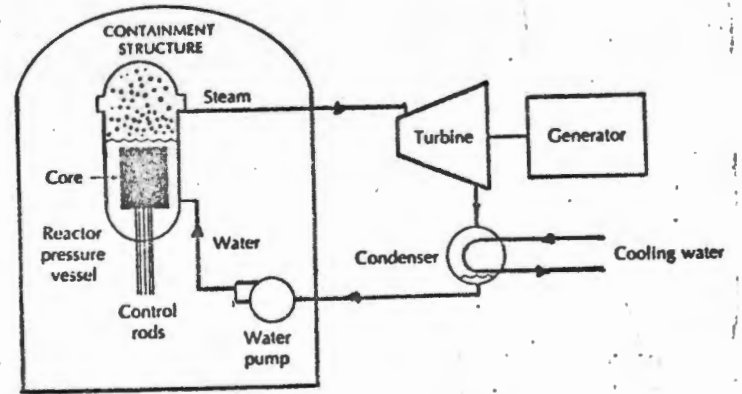 CONTAINMENT
STRUCTURE
Steam
Turbine
Generator
Core
Reactor
pressure
vessel
Water
Condenser
Cooling water
Control
rods
Water
pump